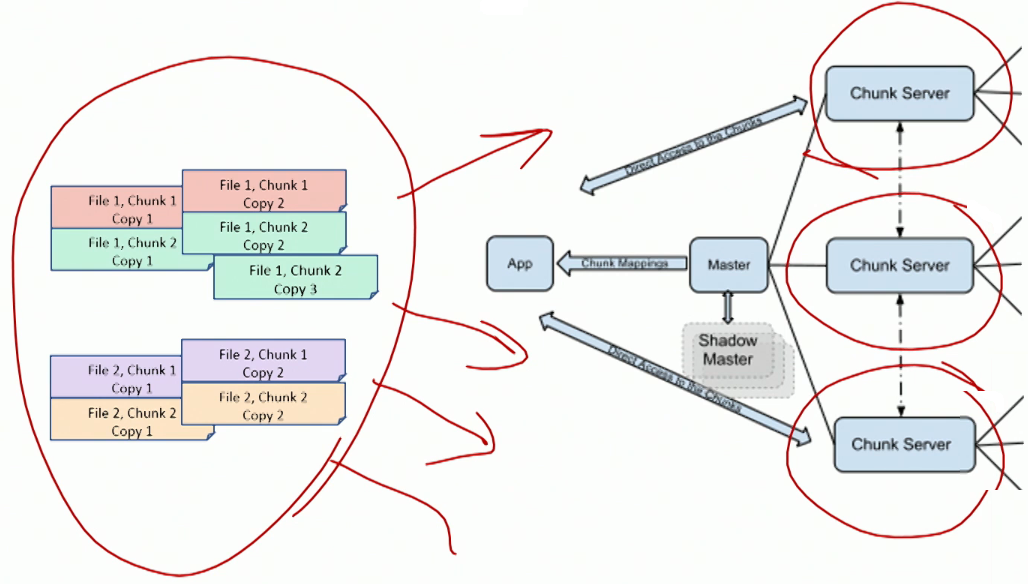 File 1, Chunk 1
Copy 1
File 1, Chunk 1
Copy 2
File 1, Chunk 2
Copy 1
File 1, Chunk 2
Copy 2
File 1, Chunk 2
Copy 3
File 2, Chunk 1
Copy 1
File 2, Chunk 1
Copy 2
File 2, Chunk 2
Copy 1
File 2, Chunk 2
Copy 2
Direct Access to the Chunks
App
Chunk Mappings
Master
Shadow
Master
Direct Access to the Chunks
Chunk Server
Chunk Server
Chunk Server